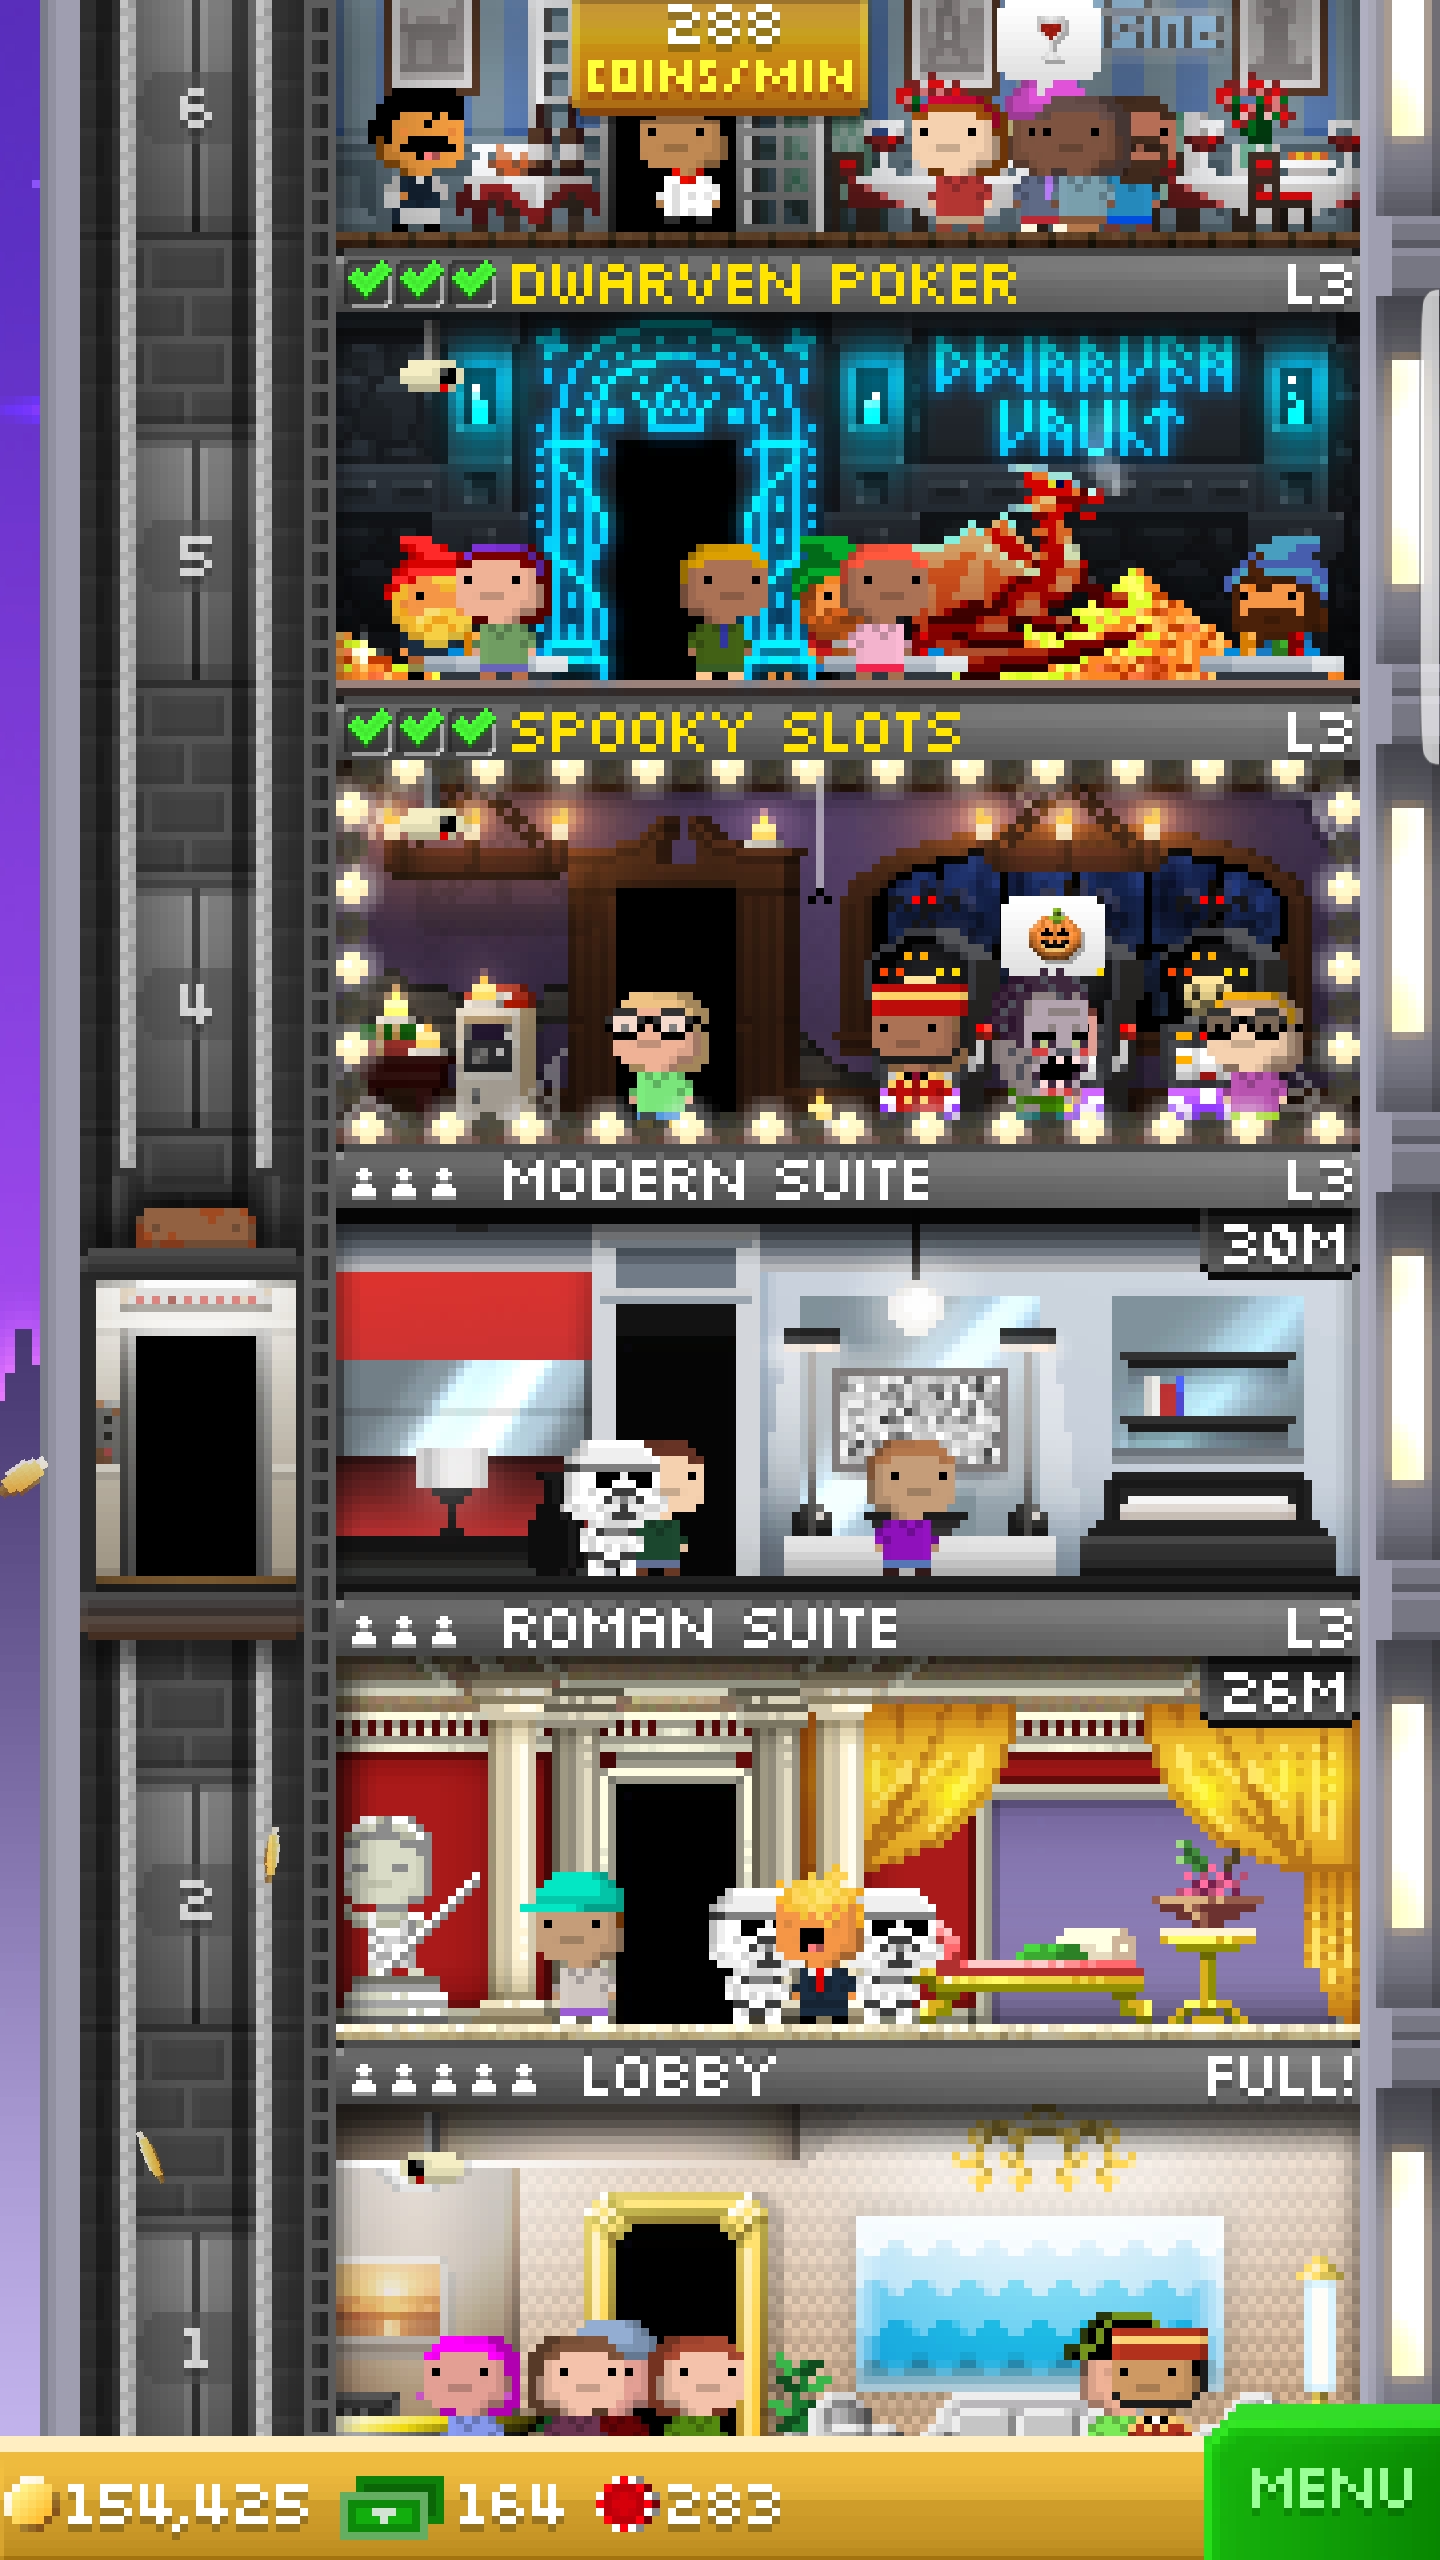 288
COINS/MIN
6
DWARVEN POKER L3
DWARVEN
VAULT
5
SPOOKY SLOTS L3
4
MODERN SUITE L3
30M
ROMAN SUITE L3
26M
2
LOBBY FULL!
1
154,425 164 283
MENU